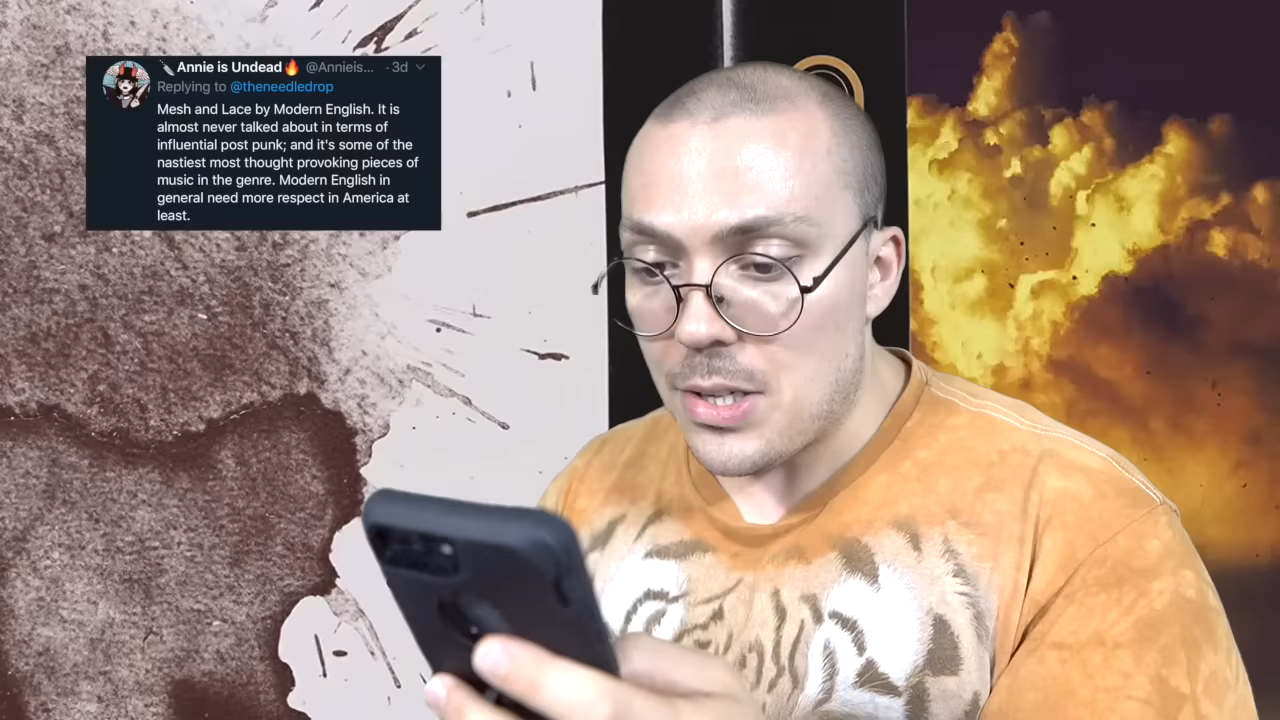 Annie is Undead🔥 @Annieis... · 3d
Replying to @theneedledrop
Mesh and Lace by Modern English. It is
almost never talked about in terms of
influential post punk; and it's some of the
nastiest most thought provoking pieces of
music in the genre. Modern English in
general need more respect in America at
least.